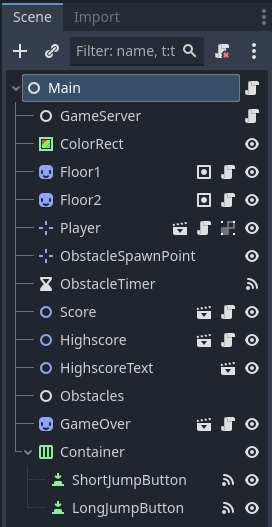 Scene Import
Filter: name, t:t
Main
GameServer
ColorRect
Floor1
Floor2
Player
ObstacleSpawnPoint
ObstacleTimer
Score
Highscore
HighscoreText
Obstacles
GameOver
Container
ShortJumpButton
LongJumpButton